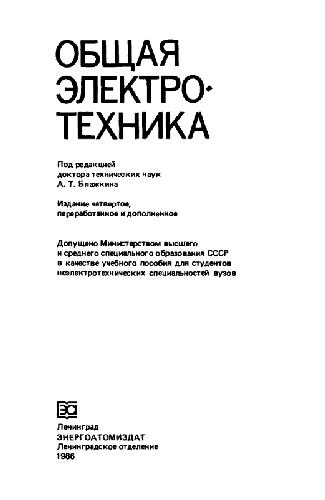 ОБЩАЯ
ЭЛЕКТРО-
ТЕХНИКА
Под редакцией
доктора технических наук
А. Т. Блажкина
Издание четвертое,
переработанное и дополненное
Допущено Министерством высшего
и среднего специального образования СССР
в качестве учебного пособия для студентов
неэлектротехнических специальностей вузов
Ленинград
ЭНЕРГОАТОМИЗДАТ
Ленинградское отделение
1986